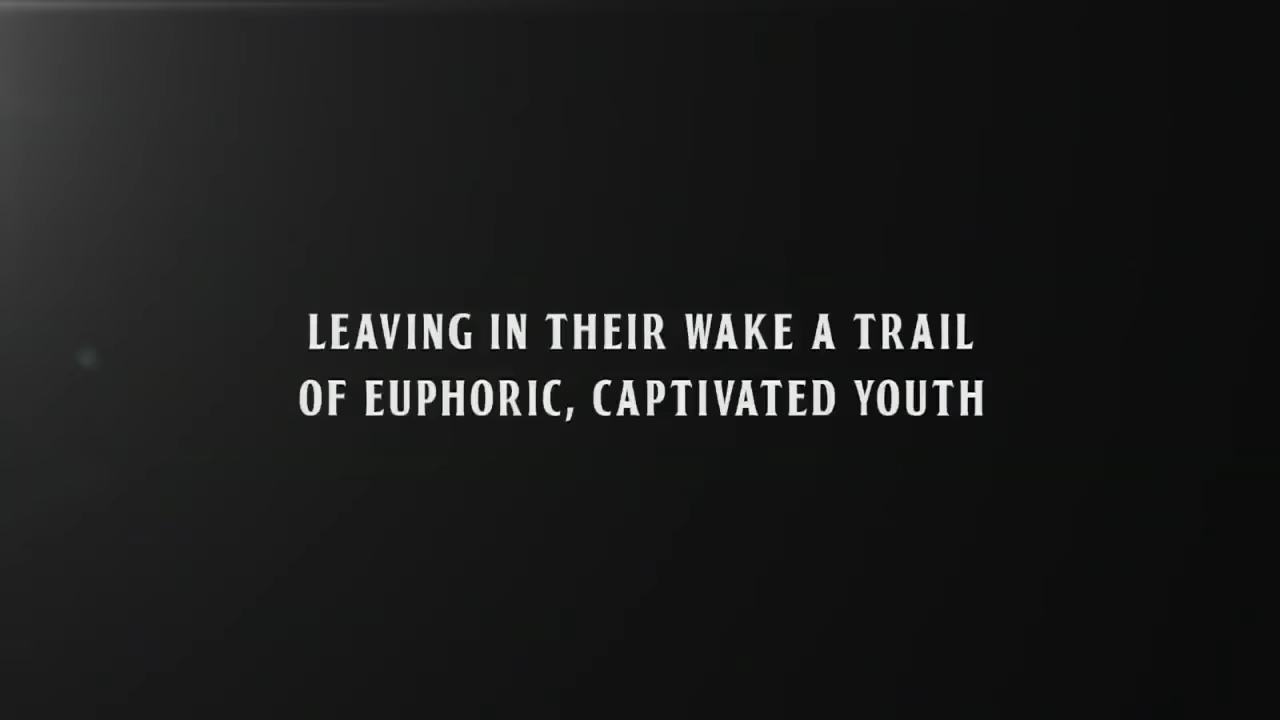 LEAVING IN THEIR WAKE A TRAIL
OF EUPHORIC, CAPTIVATED YOUTH